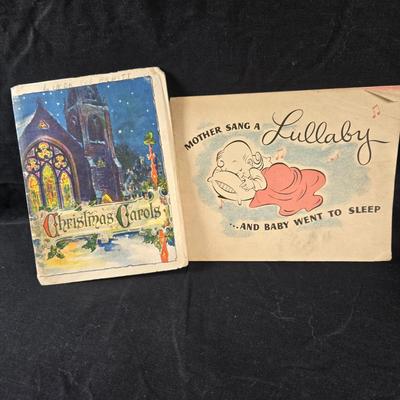 Christmas Carols
MOTHER SANG A
Lullaby
...AND BABY WENT TO SLEEP